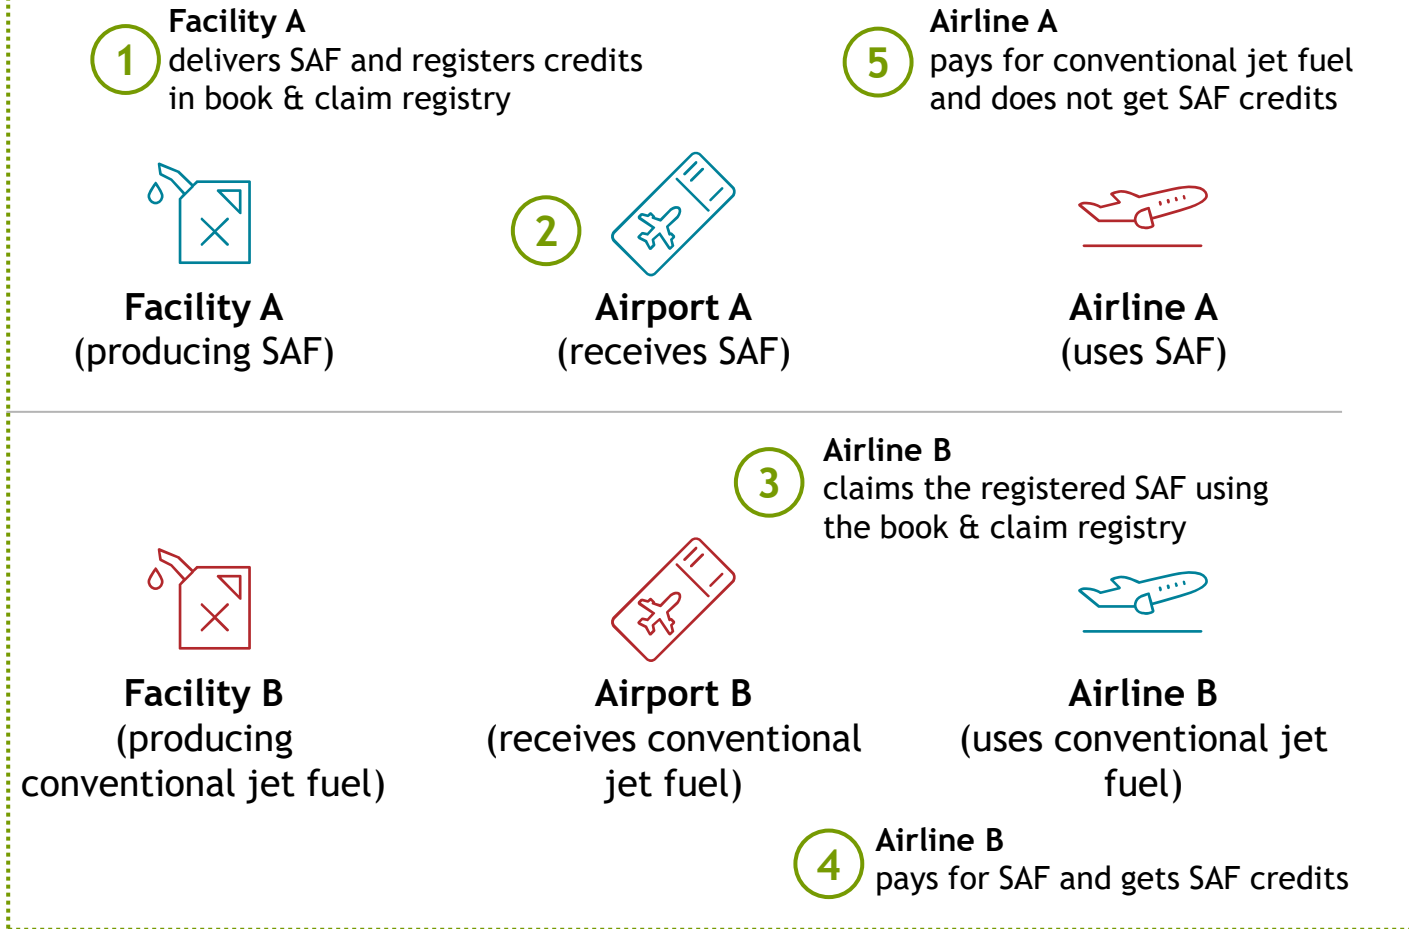 1
Facility A
delivers SAF and registers credits
in book & claim registry
5
Airline A
pays for conventional jet fuel
and does not get SAF credits
2
Facility A
(producing SAF)
Airport A
(receives SAF)
Airline A
(uses SAF)
3
Airline B
claims the registered SAF using
the book & claim registry
Facility B
(producing
conventional jet fuel)
Airport B
(receives conventional
jet fuel)
Airline B
(uses conventional jet
fuel)
4
Airline B
pays for SAF and gets SAF credits